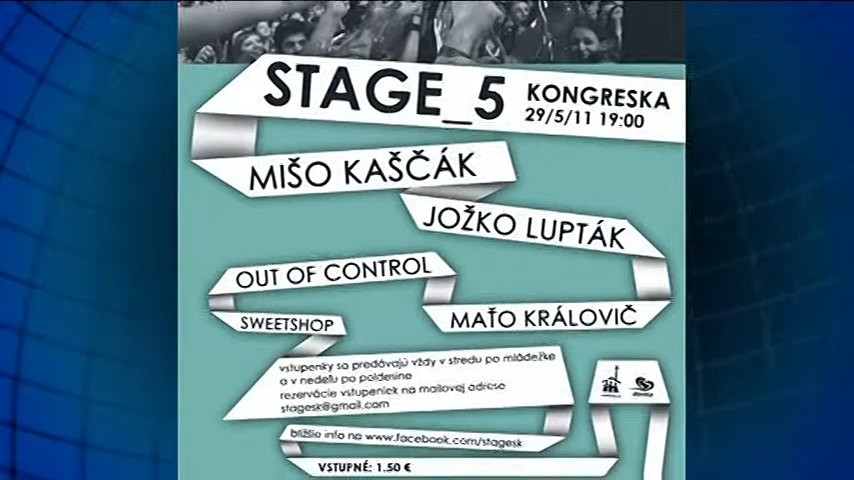 STAGE_5
KONGRESKA
29/5/11 19:00
MIŠO KAŠČÁK
JOŽKO LUPTÁK
OUT OF CONTROL
MAŤO KRÁLOVIČ
SWEETSHOP
vstupenky sa predávajú vždy v stredu po mládežke
a v nedeľu po poldesine
rezervácie vstupeniek na mailovej adrese
stagesk@gmail.com
bližšie info na www.facebook.com/stagesk
VSTUPNÉ: 1.50 €